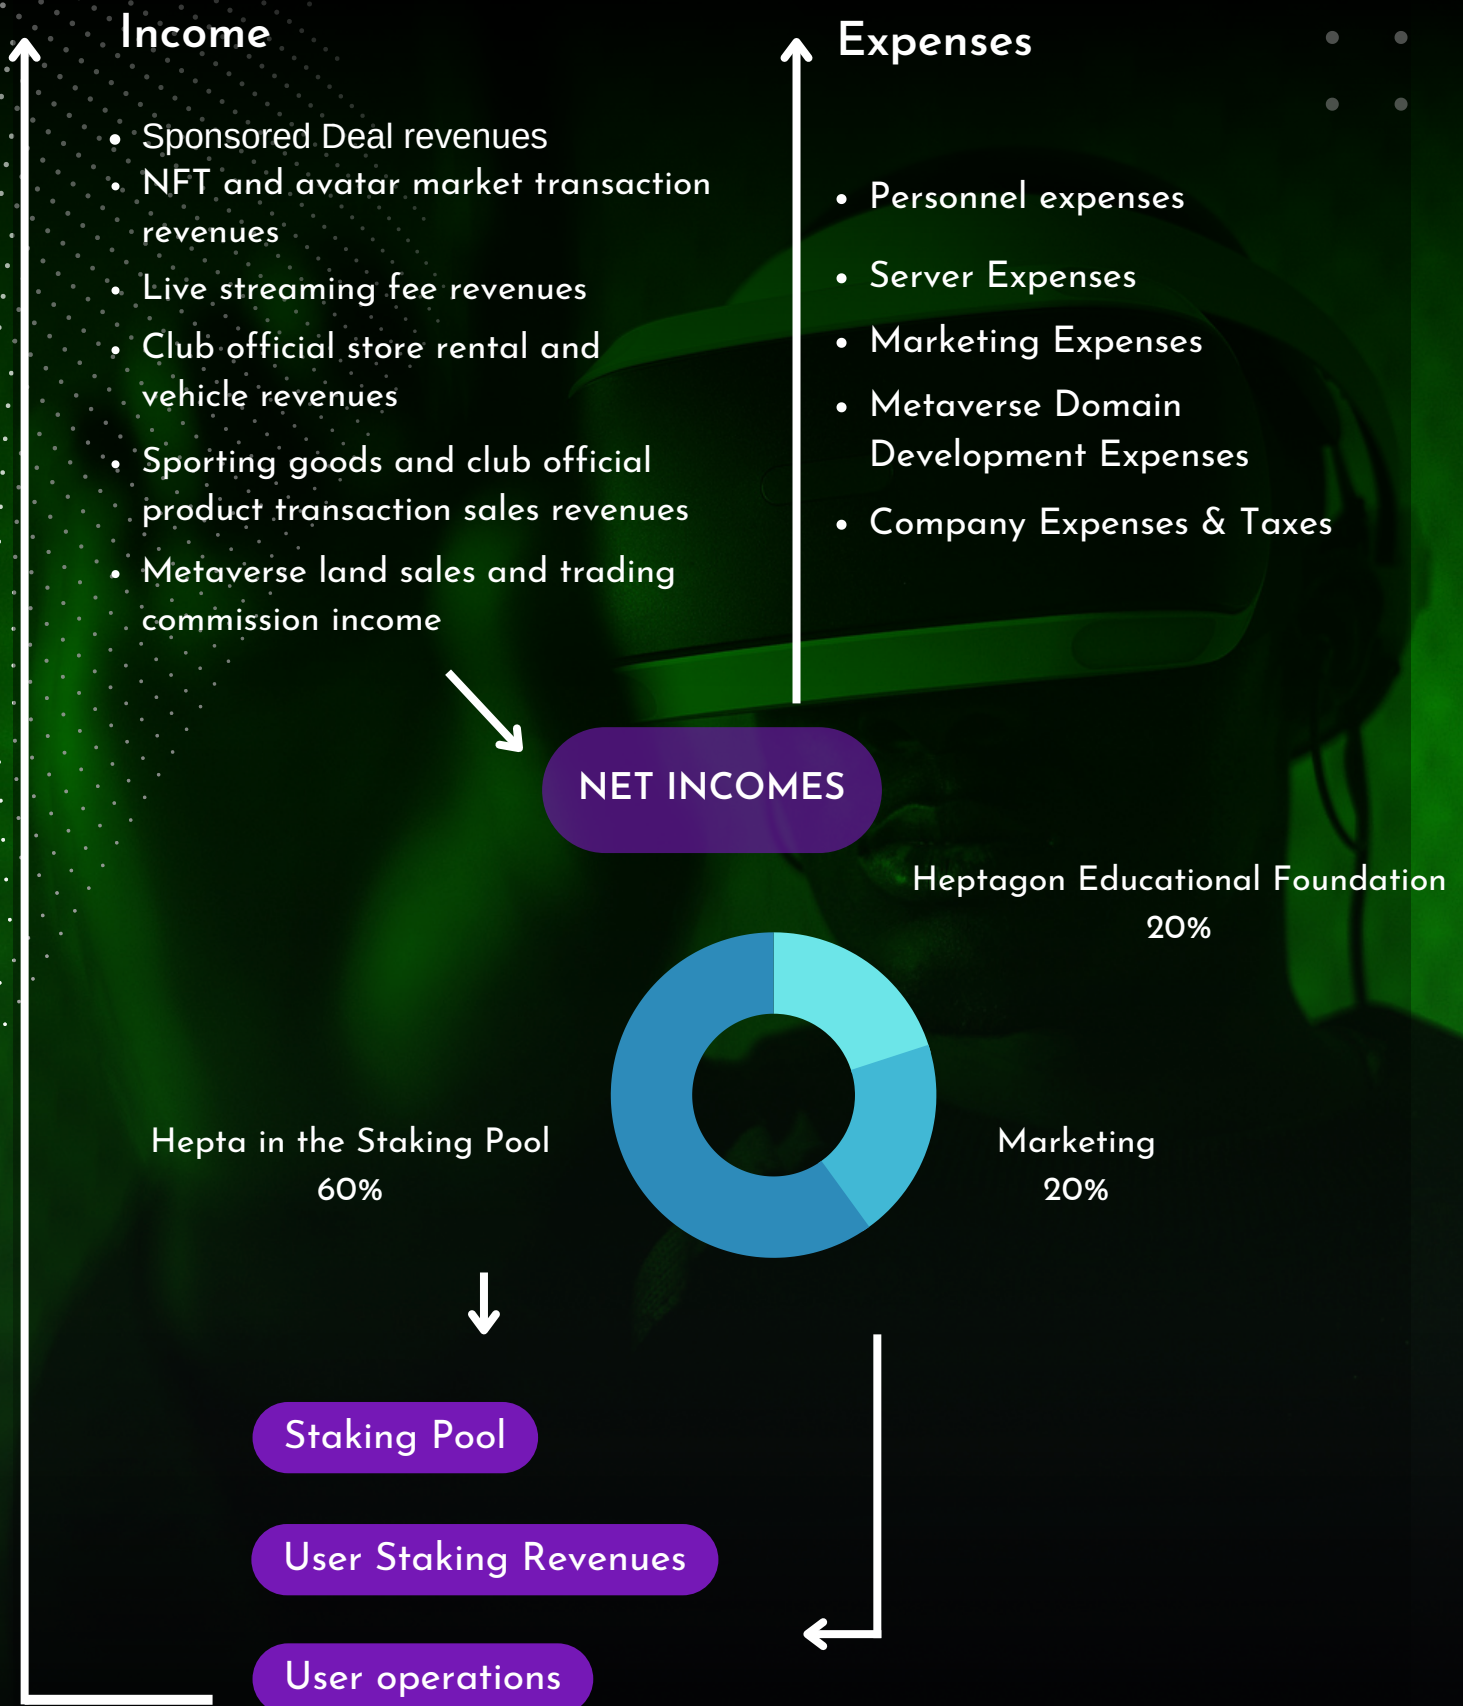 Income
Sponsored Deal revenues
NFT and avatar market transaction
revenues
Live streaming fee revenues
Club official store rental and
vehicle revenues
Sporting goods and club official
product transaction sales revenues
Metaverse land sales and trading
commission income
Expenses
Personnel expenses
Server Expenses
Marketing Expenses
Metaverse Domain
Development Expenses
Company Expenses & Taxes
NET INCOMES
Heptagon Educational Foundation
20%
Hepta in the Staking Pool
60%
Marketing
20%
Staking Pool
User Staking Revenues
User operations